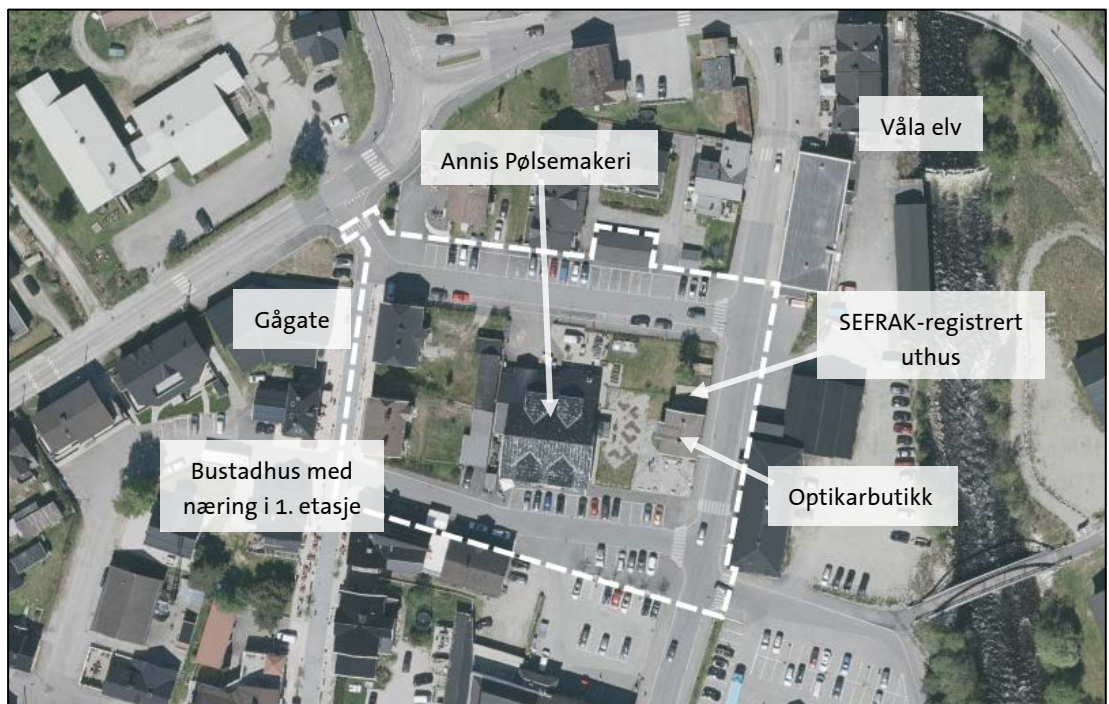 Våla elv
Annis Pølsemakeri
Gågate
SEFRAK-registrert
uthus
Bustadhus med
næring i 1. etasje
Optikarbutikk